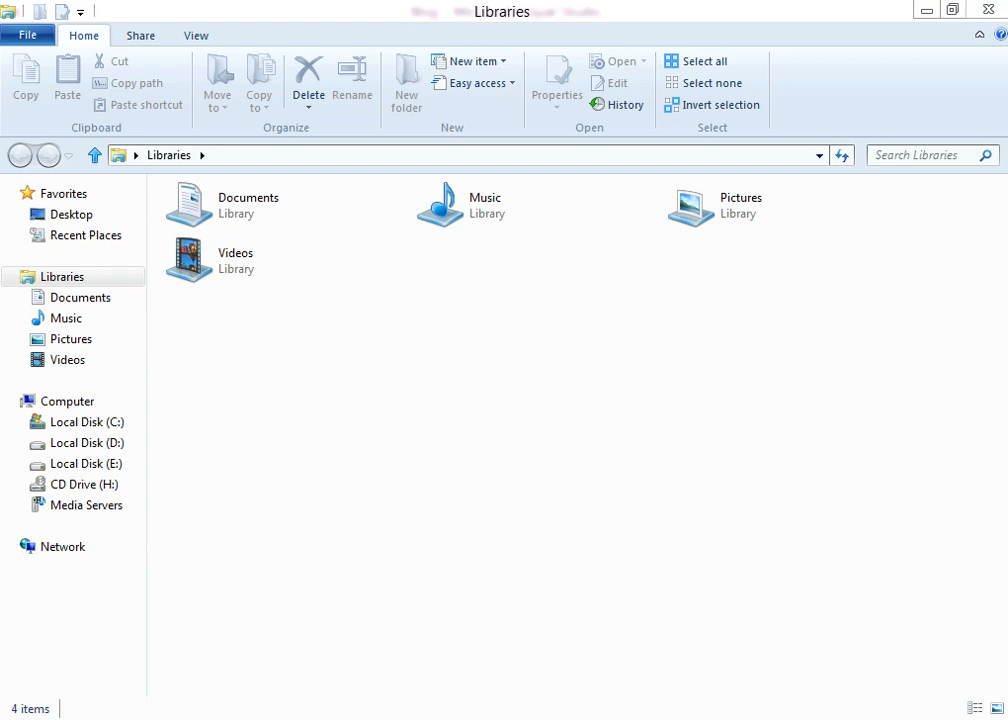 Libraries
File
Home
Share
View
Copy
Paste
Cut
Copy path
Paste shortcut
Clipboard
Move to
Copy to
Delete
Rename
Organize
New folder
New item
Easy access
New
Properties
Open
Edit
History
Open
Select all
Select none
Invert selection
Select
Libraries
Search Libraries
Favorites
Desktop
Recent Places
Libraries
Documents
Music
Pictures
Videos
Computer
Local Disk (C:)
Local Disk (D:)
Local Disk (E:)
CD Drive (H:)
Media Servers
Network
Documents
Library
Music
Library
Pictures
Library
Videos
Library
4 items